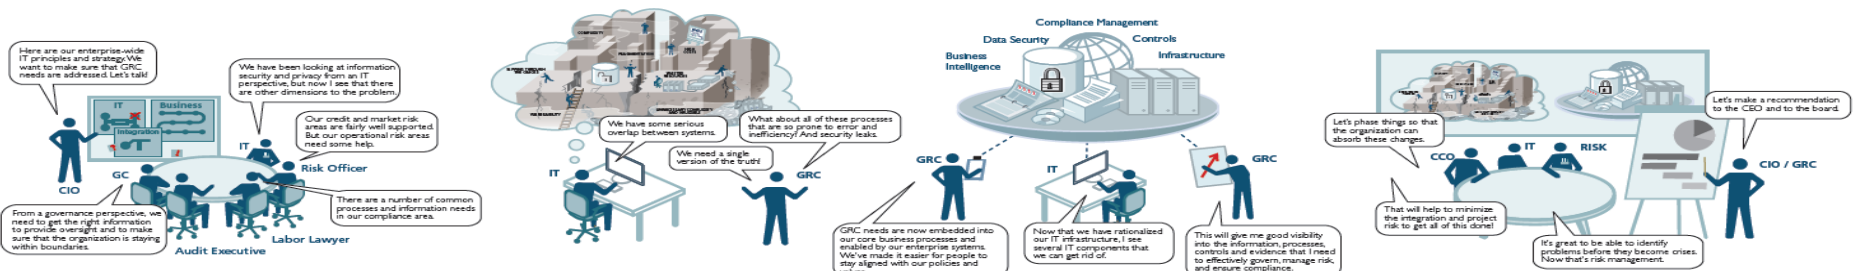 Here are our enterprise-wide
IT principles and strategy. We
want to make sure that GRC
needs are addressed. Let's talk!
IT
Business
Integration
CIO
GC
IT
We have been looking at information
security and privacy from an IT
perspective, but now I see that there
are other dimensions to the problem.
Our credit and market risk
areas are fairly well supported.
But our operational risk areas
need some help.
Risk Officer
There are a number of common
processes and information needs
in our compliance area.
From a governance perspective, we
need to get the right information
to provide oversight and to make
sure that the organization is staying
within boundaries.
Audit Executive
Labor Lawyer
COMPLEXITY
FRAGMENTATION
VULNERABILITY
We have some serious
overlap between systems.
What about all of these processes
that are so prone to error and
inefficiency? And security leaks.
We need a single
version of the truth!
IT
GRC
Compliance Management
Data Security
Controls
Business
Intelligence
Infrastructure
GRC
IT
GRC
GRC needs are now embedded into
our core business processes and
enabled by our enterprise systems.
We've made it easier for people to
stay aligned with our policies and
Now that we have rationalized
our IT infrastructure, I see
several IT components that
we can get rid of.
This will give me good visibility
into the information, processes,
controls and evidence that I need
to effectively govern, manage risk,
and ensure compliance.
Let's make a recommendation
to the CEO and to the board.
Let's phase things so that
the organization can
absorb these changes.
CCO
IT
RISK
CIO / GRC
That will help to minimize
the integration and project
risk to get all of this done!
It's great to be able to identify
problems before they become crises.
Now that's risk management.